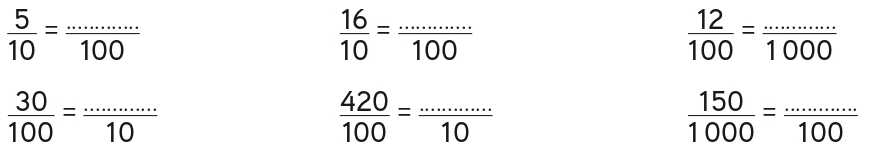 5/10 = ............./100 16/10 = ............./100 12/100 = ............./1 000
30/100 = ............./10 420/100 = ............./10 150/1 000 = ............./100